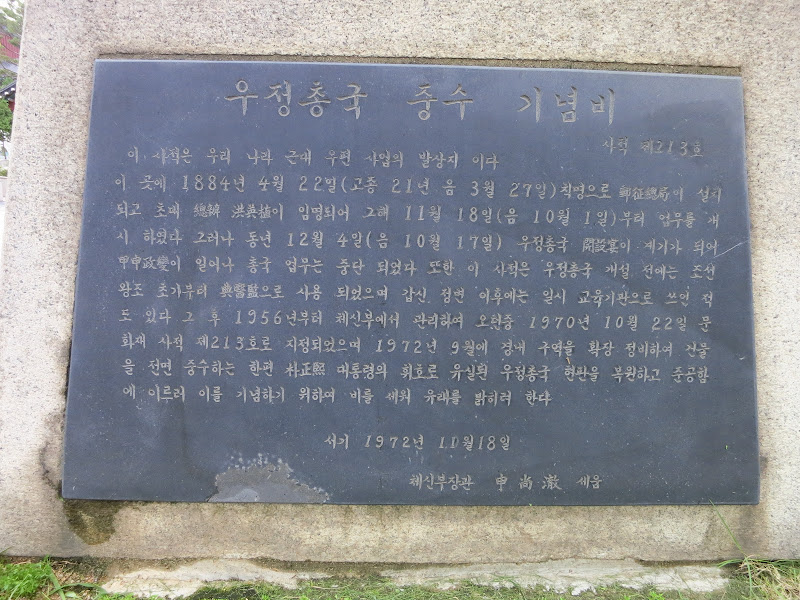 우정총국 중수 기념비
사적 제213호
이 사적은 우리 나라 근대 우편 사업의 발상지 이다
이 곳에 1884년 4월 22일(고종 21년 음 3월 27일)칙명으로 郵征總局이 설치
되고 초대 總辦 洪英植이 임명되어 그해 11월 18일(음 10월 1일)부터 업무를 개
시 하였다 그러나 동년 12월 4일(음 10월 17일) 우정총국 開設宴이 계기가 되어
甲申政變이 일어나 총국 업무는 중단 되었다 또한 이 사적은 우정총국 개설 전에는 조선
왕조 초기부터 典醫監으로 사용 되었으며 갑신 정변 이후에는 일시 교육기관으로 쓰인 적
도 있다 그 후 1956년부터 체신부에서 관리하여 오던중 1970년 10월 22일 문
화재 사적 제213호로 지정되었으며 1972년 9월에 경내 구역을 확장 정비하여 건물
을 전면 중수하는 한편 朴正熙 대통령의 휘호로 유실된 우정총국 현판을 복원하고 준공함
에 이르러 이를 기념하기 위하여 비를 세워 유래를 밝히려 한다
서기 1972년 11월18일
체신부장관 申尙澈 세움